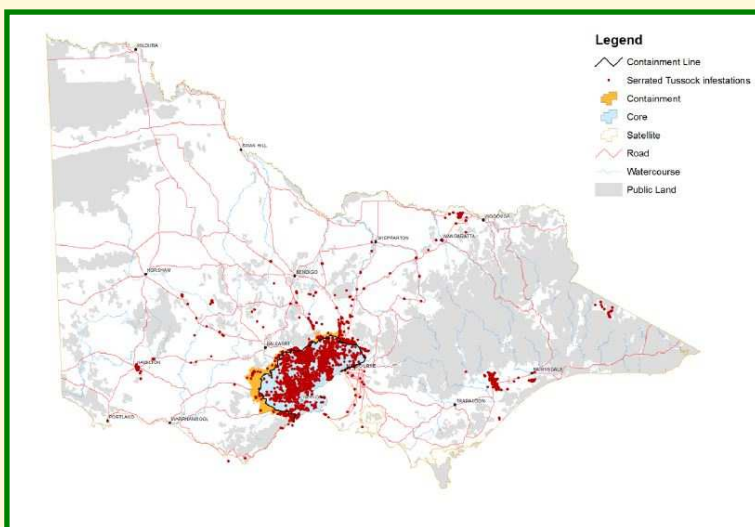 Legend
Containment Line
Serrated Tussock infestations
Containment
Core
Satellite
Road
Watercourse
Public Land
MILDURA
SWAN HILL
WODONGA
SHEPPARTON
WANGARATTA
HORSHAM
BENDIGO
BALLARAT
HAMILTON
BAIRNSDALE
TRARALGON
PORTLAND
WARRNAMBOOL